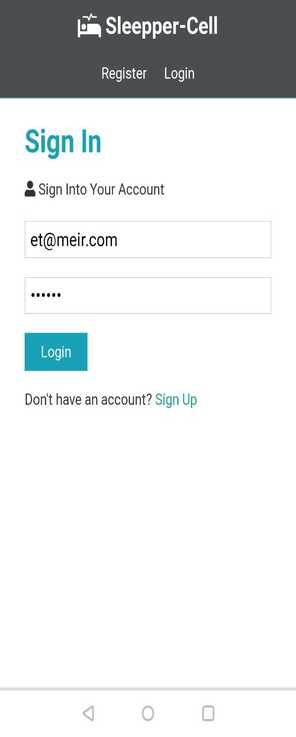 Sleepper-Cell
Register Login
Sign In
Sign Into Your Account
et@meir.com
••••••
Login
Don't have an account? Sign Up